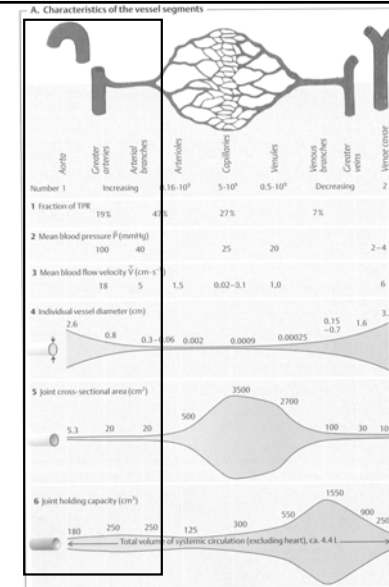 A. Characteristics of the vessel segments
Aorta
Greater arteries
Arterial branches
Arterioles
Capillaries
Venules
Venous branches
Greater veins
Venae cavae
Number 1 Increasing 0.16·10⁹ 5·10⁹ 0.5·10⁹ Decreasing 2
1 Fraction of TPR
19% 47% 27% 7%
2 Mean blood pressure P̄ (mmHg)
100 40 25 20 2–4
3 Mean blood flow velocity V̄ (cm·s⁻¹)
18 5 1.5 0.02–0.1 1,0 6
4 Individual vessel diameter (cm)
2.6 0.8 0.3–0.06 0.002 0.0009 0.00025 0.15–0.7 1.6 3.
5 Joint cross-sectional area (cm²)
5.3 20 20 500 3500 2700 100 30 10
6 Joint holding capacity (cm³)
180 250 250 125 300 550 1550 900 250
Total volume of systemic circulation (excluding heart), ca. 4.4 L